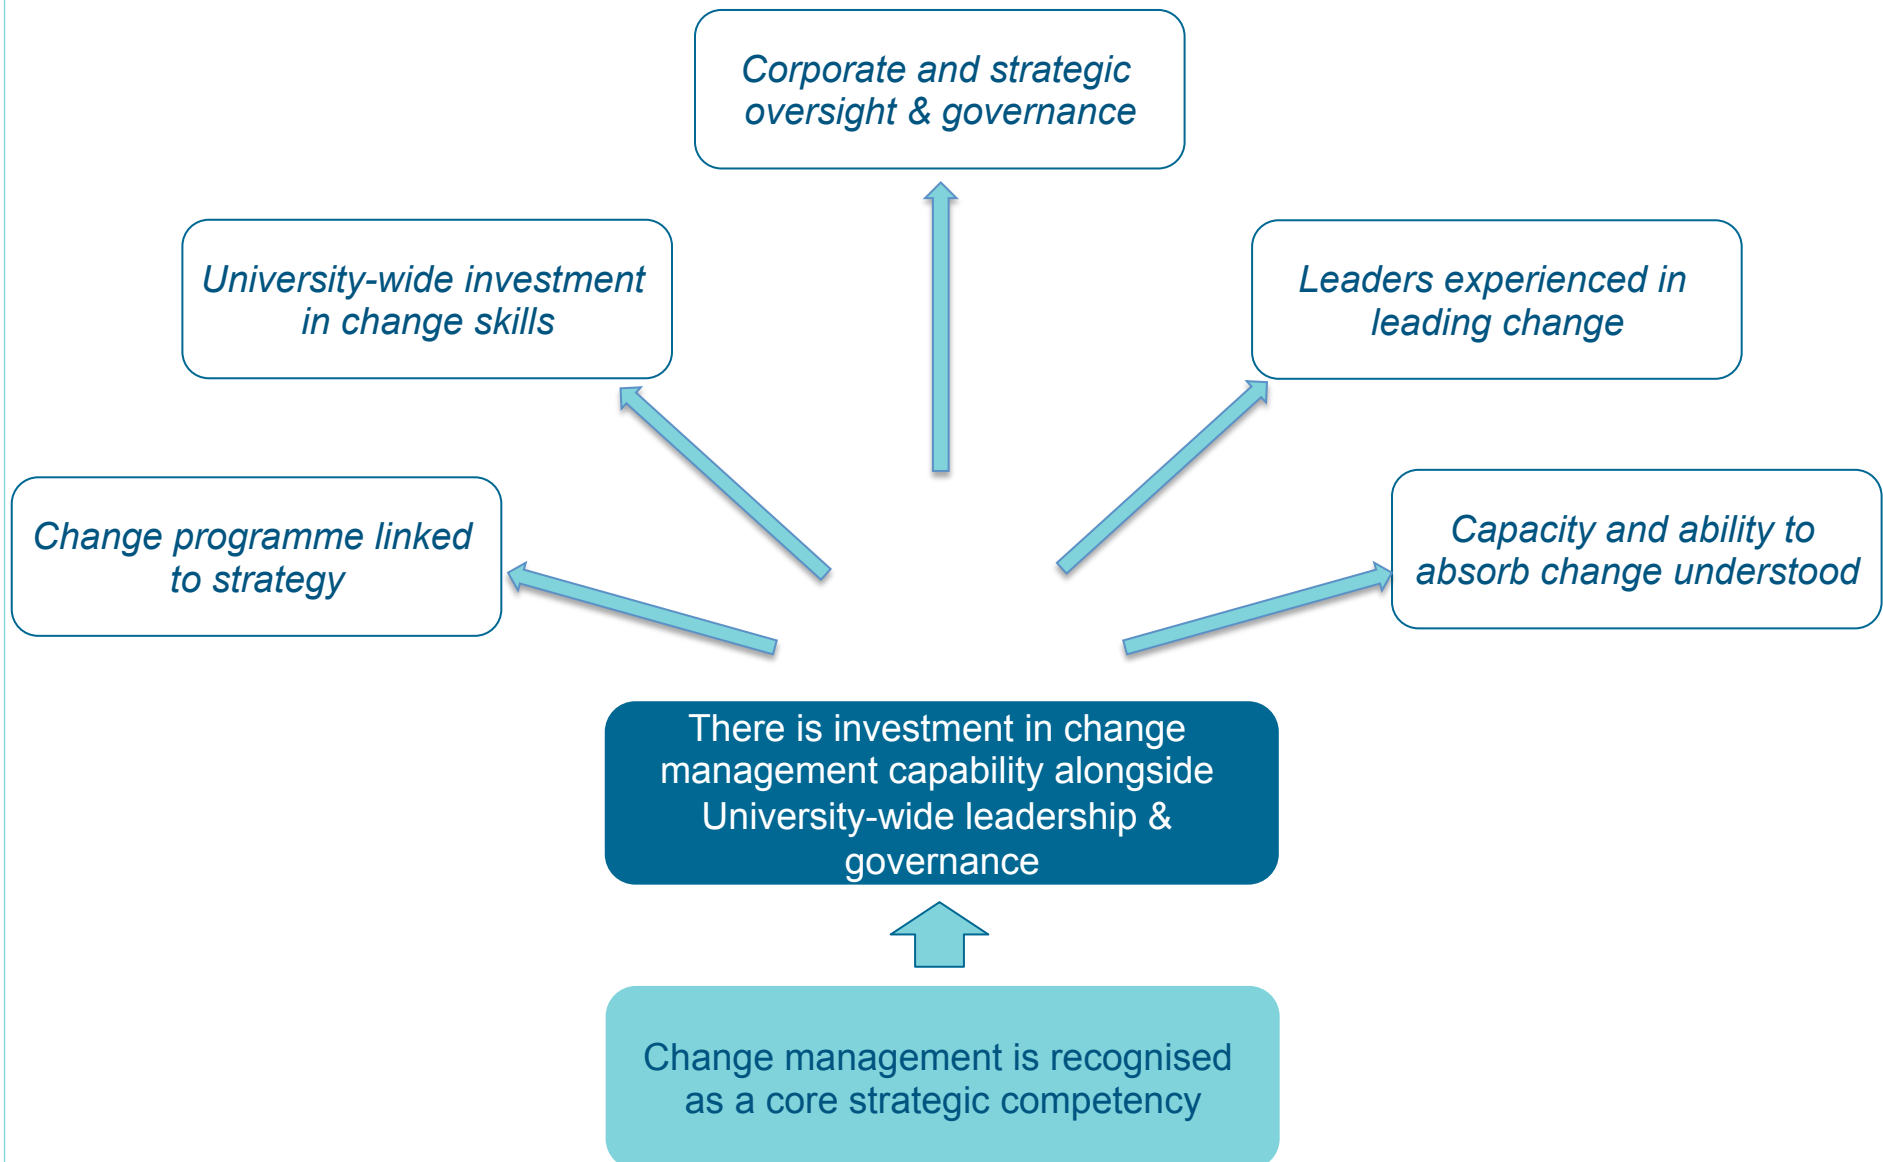 Corporate and strategic
oversight & governance
University-wide investment
in change skills
Leaders experienced in
leading change
Change programme linked
to strategy
Capacity and ability to
absorb change understood
There is investment in change
management capability alongside
University-wide leadership &
governance
Change management is recognised
as a core strategic competency